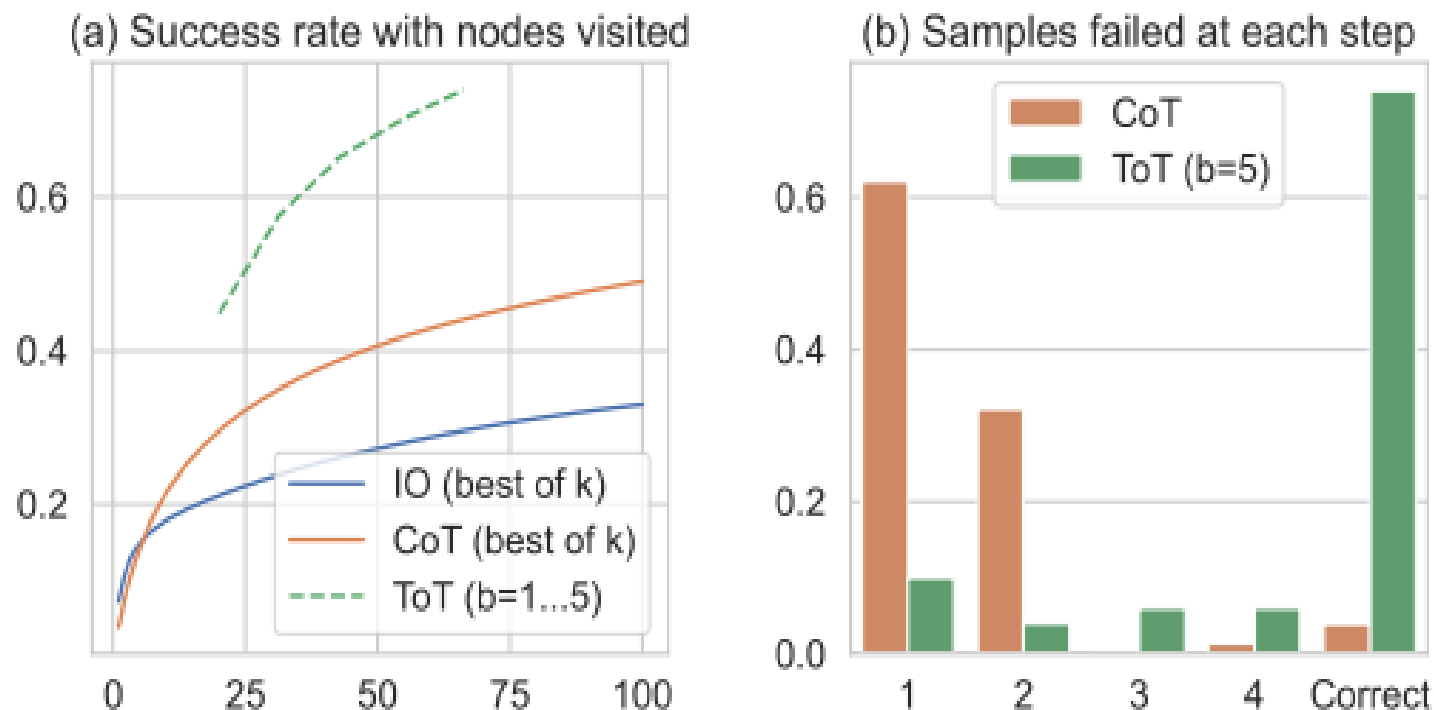 (a) Success rate with nodes visited
0.6
0.4
0.2
IO (best of k)
CoT (best of k)
ToT (b=1...5)
0 25 50 75 100
(b) Samples failed at each step
CoT
ToT (b=5)
0.6
0.4
0.2
0.0
1 2 3 4 Correct